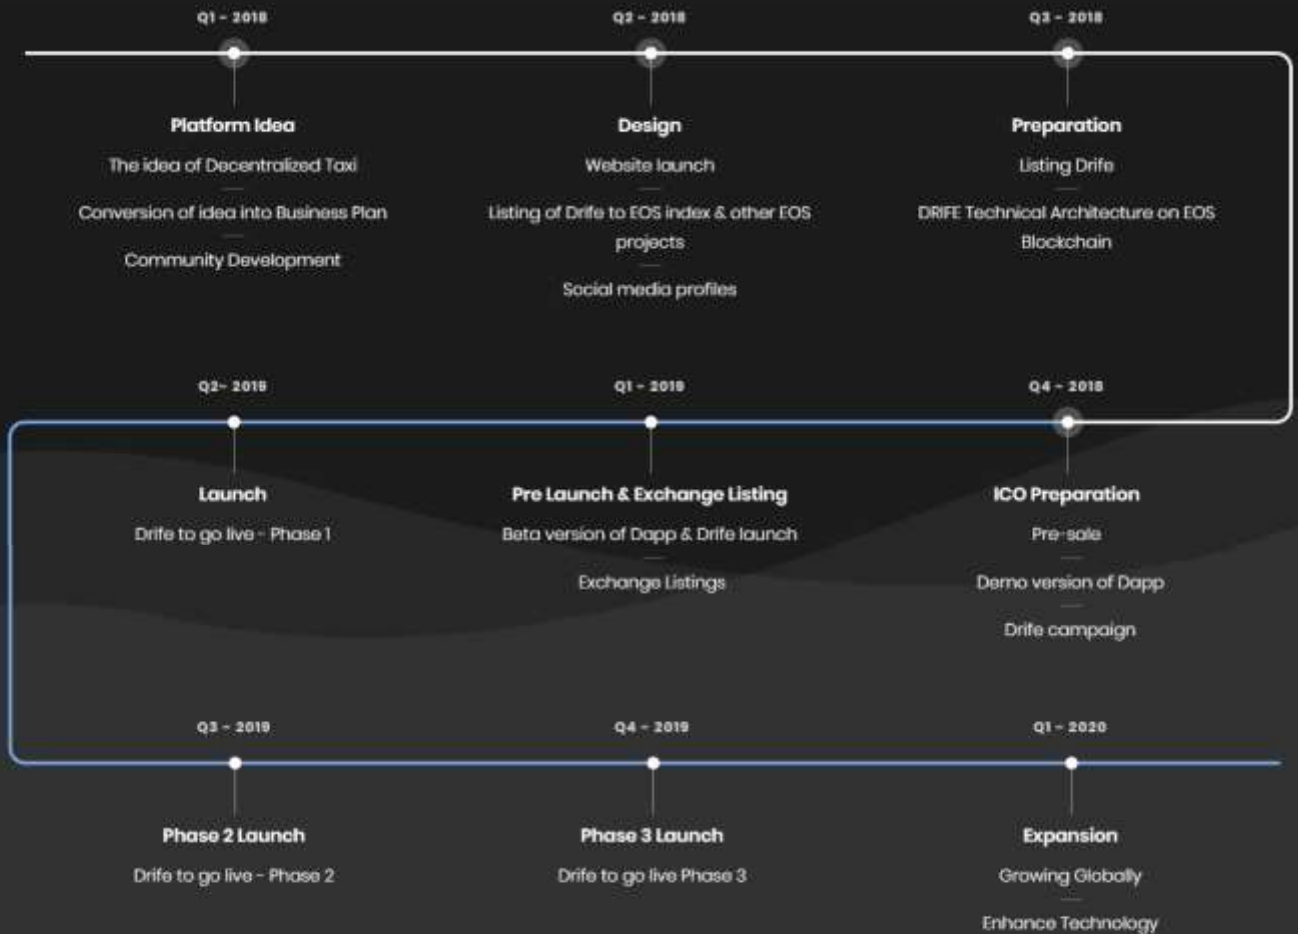 Q1 - 2018
Platform Idea
The idea of Decentralized Taxi
Conversion of idea into Business Plan
Community Development
Q2 - 2018
Design
Website launch
Listing of Drife to EOS index & other EOS
projects
Social media profiles
Q3 - 2018
Preparation
Listing Drife
DRIFE Technical Architecture on EOS
Blockchain
Q4 - 2018
ICO Preparation
Pre-sale
Demo version of Dapp
Drife campaign
Q1 - 2019
Pre Launch & Exchange Listing
Beta version of Dapp & Drife launch
Exchange Listings
Q2- 2019
Launch
Drife to go live - Phase 1
Q3 - 2019
Phase 2 Launch
Drife to go live - Phase 2
Q4 - 2019
Phase 3 Launch
Drife to go live Phase 3
Q1 - 2020
Expansion
Growing Globally
Enhance Technology